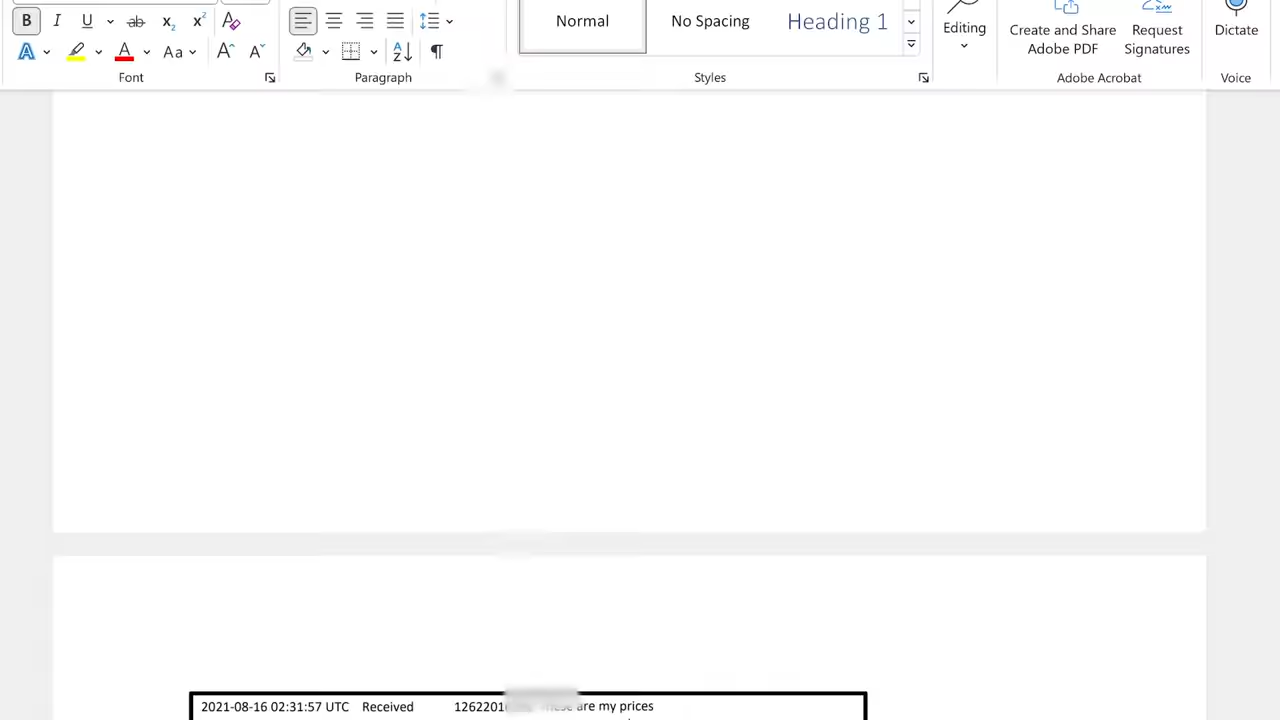 B I U ab x₂ x² A
A A Aa A A
Normal
No Spacing
Heading 1
Editing
Create and Share
Adobe PDF
Request
Signatures
Dictate
Font
Paragraph
Styles
Adobe Acrobat
Voice
2021-08-16 02:31:57 UTC Received are my prices